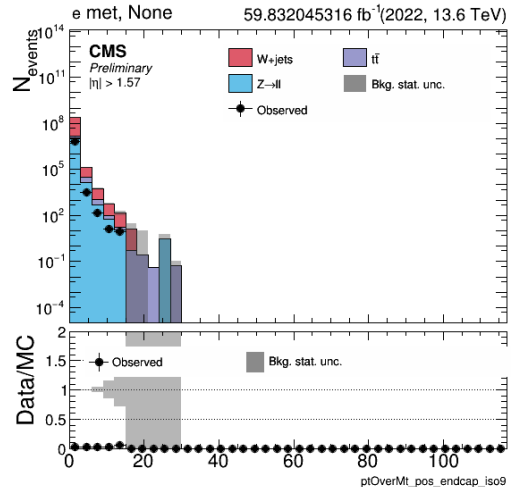 e met, None
59.832045316 fb⁻¹(2022, 13.6 TeV)
CMS
Preliminary
|η| > 1.57
W+jets
tt̄
Z→ll
Bkg. stat. unc.
Observed
N_events
10¹⁴
10¹¹
10⁸
10⁵
10²
10⁻¹
10⁻⁴
Data/MC
Observed
Bkg. stat. unc.
2
1.5
1
0.5
0
0 20 40 60 80 100
ptOverMt_pos_endcap_iso9